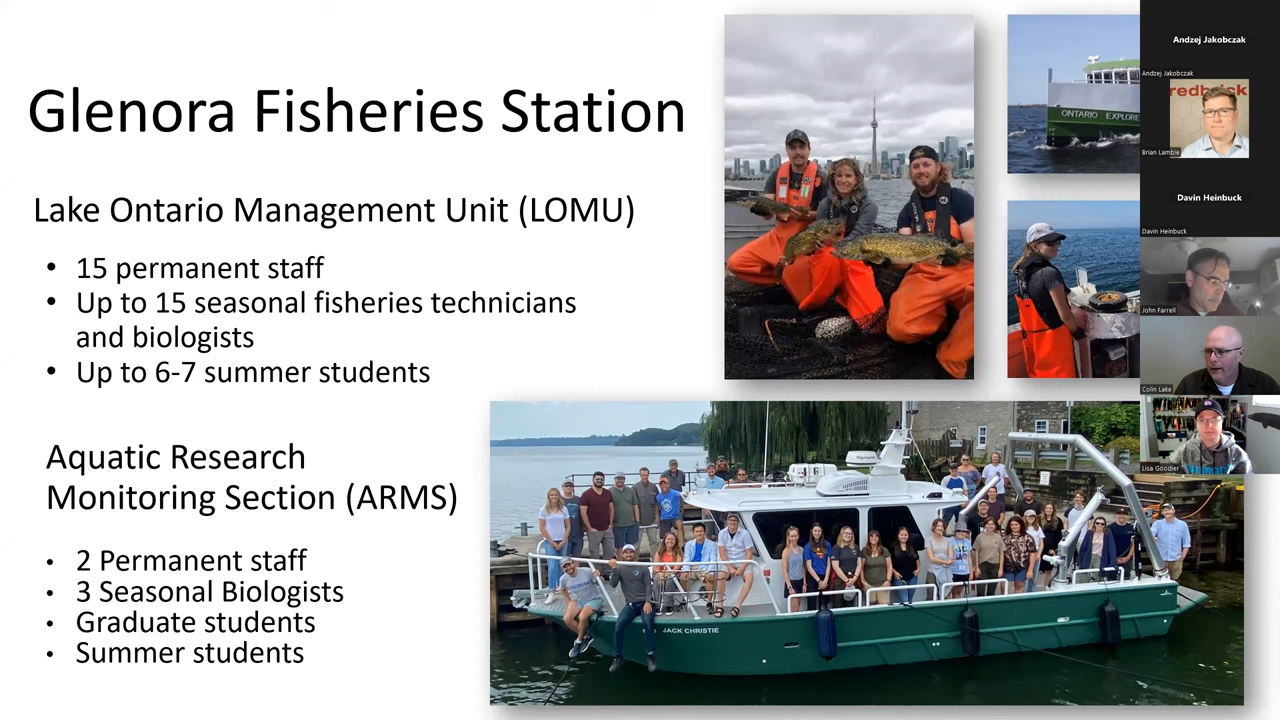 Glenora Fisheries Station
Lake Ontario Management Unit (LOMU)
• 15 permanent staff
• Up to 15 seasonal fisheries technicians
and biologists
• Up to 6-7 summer students
Aquatic Research
Monitoring Section (ARMS)
• 2 Permanent staff
• 3 Seasonal Biologists
• Graduate students
• Summer students
ONTARIO EXPLORE
JACK CHRISTIE
Andzej Jakobczak
Andzej Jakobczak
redbrick
Brian Lambie
Davin Heinbuck
Davin Heinbuck
John Farrell
Colin Lake
Lisa Goodier